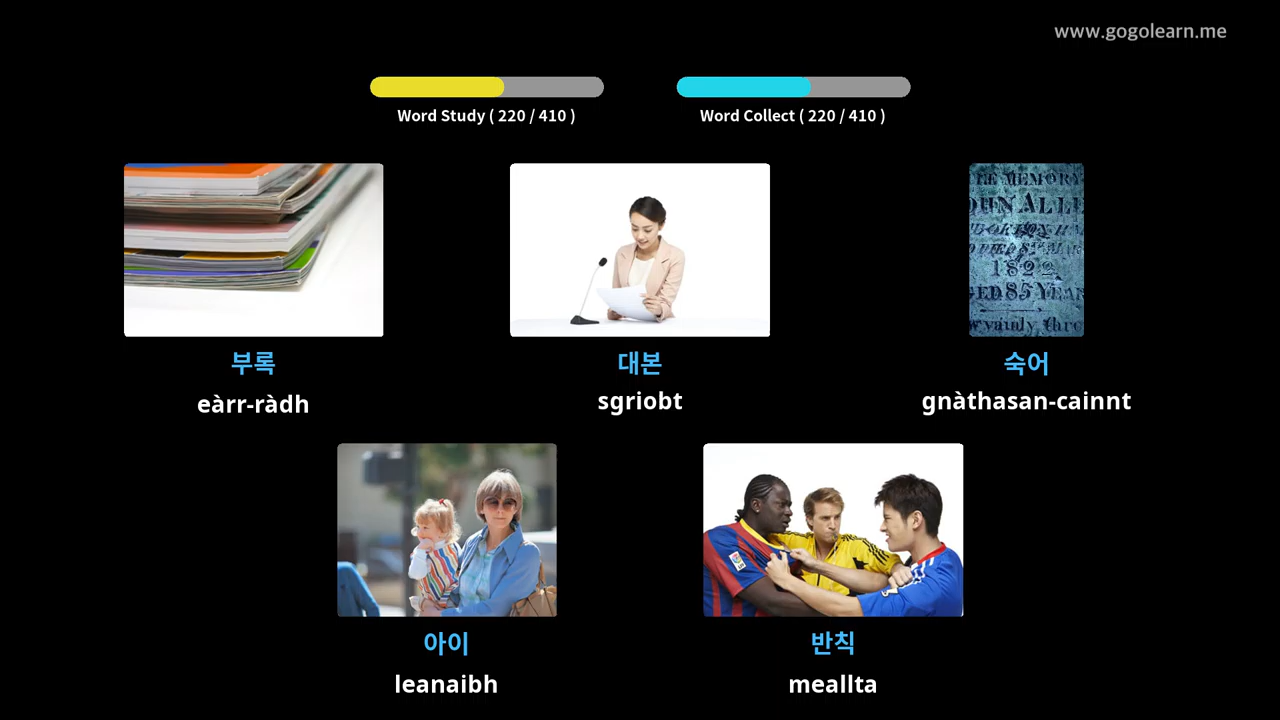 www.gogolearn.me
Word Study ( 220 / 410 )
Word Collect ( 220 / 410 )
1822
부록
대본
숙어
eàrr-ràdh
sgriobt
gnàthasan-cainnt
아이
반칙
leanaibh
meallta